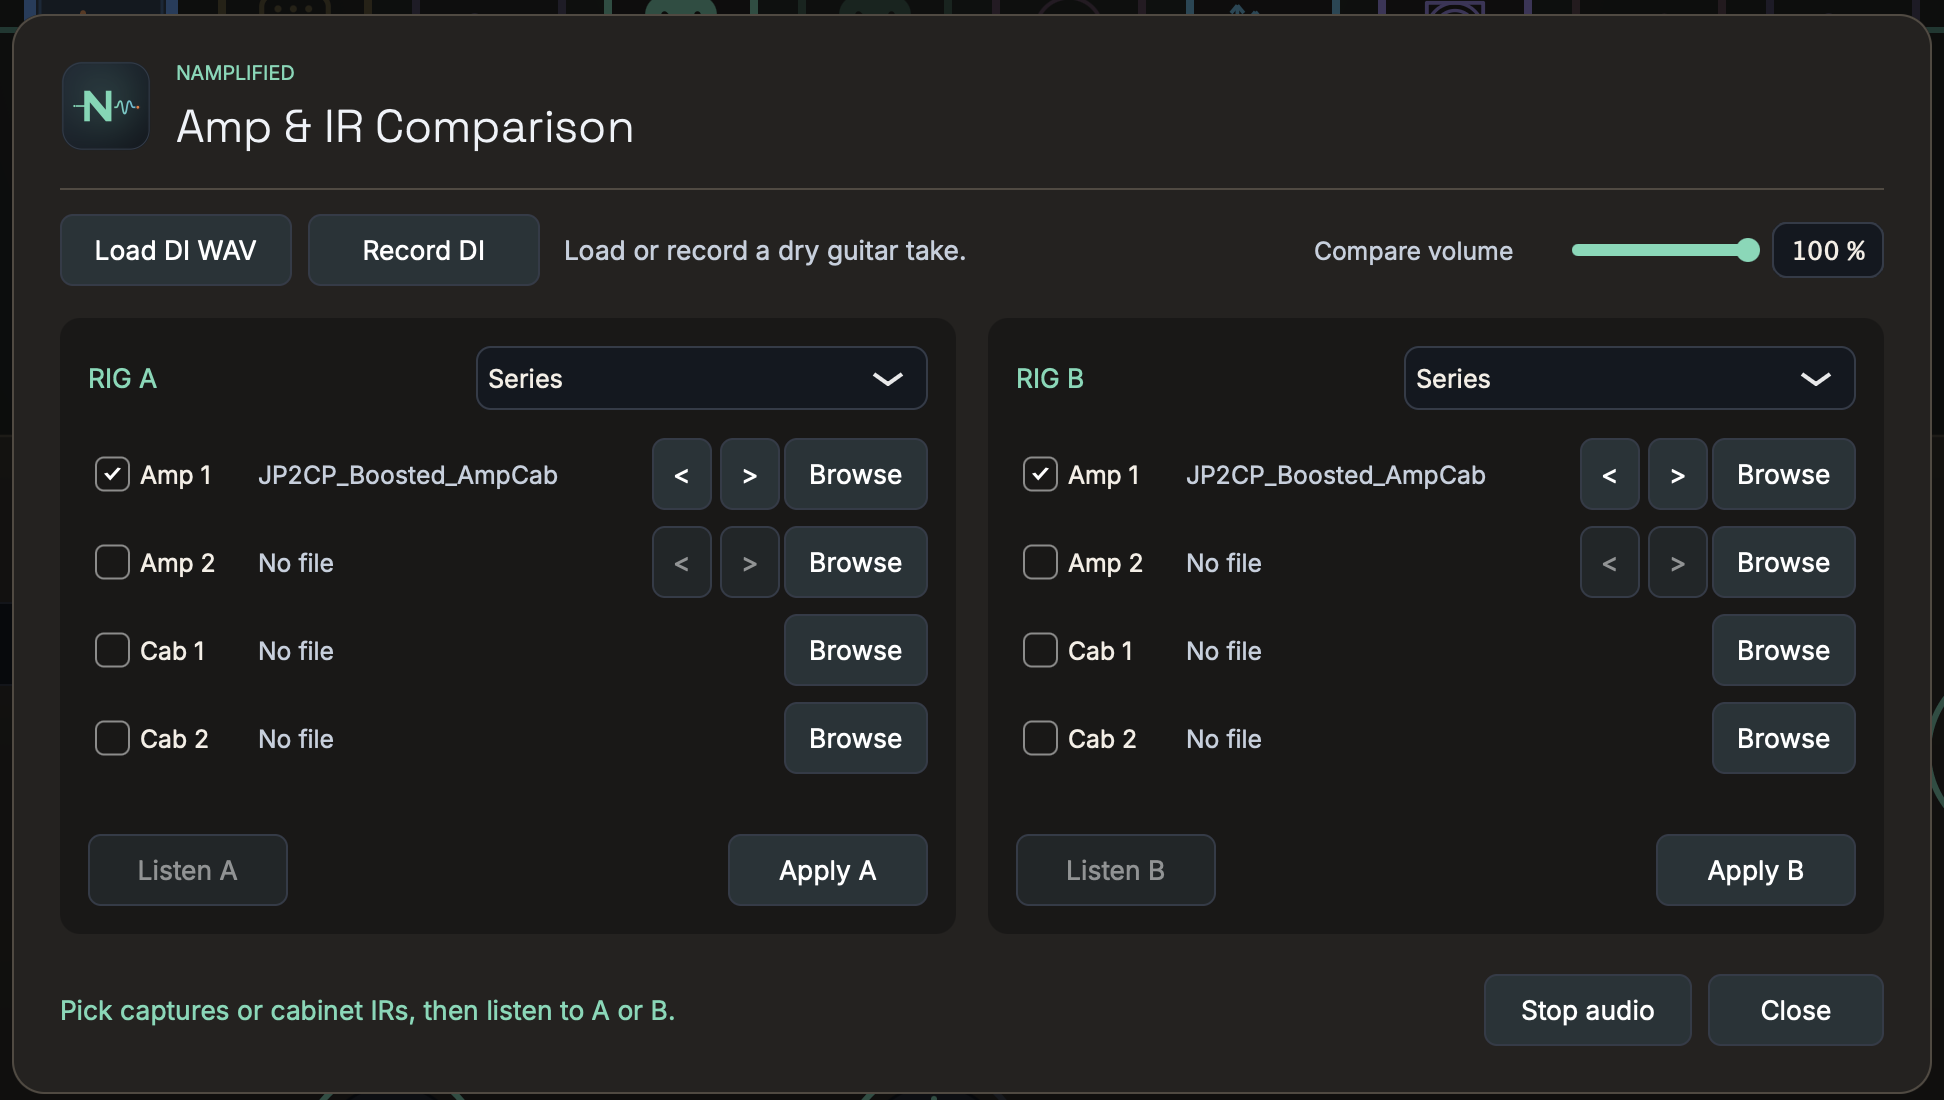 NAMPLIFIED
Amp & IR Comparison
N
Load DI WAV
Record DI
Load or record a dry guitar take.
Compare volume
100 %
RIG A
Series
Amp 1
JP2CP_Boosted_AmpCab
<
>
Browse
Amp 2
No file
<
>
Browse
Cab 1
No file
Browse
Cab 2
No file
Browse
Listen A
Apply A
RIG B
Series
Amp 1
JP2CP_Boosted_AmpCab
<
>
Browse
Amp 2
No file
<
>
Browse
Cab 1
No file
Browse
Cab 2
No file
Browse
Listen B
Apply B
Pick captures or cabinet IRs, then listen to A or B.
Stop audio
Close